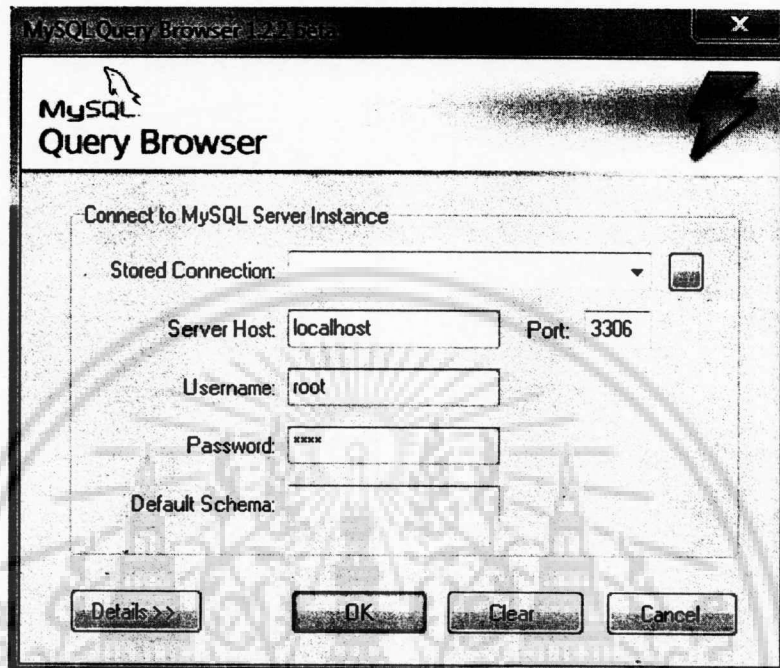 MySQL Query Browser 1.2.2 Beta
MySQL
Query Browser
Connect to MySQL Server Instance
Stored Connection:
Server Host: localhost Port: 3306
Username: root
Password: ××××
Default Schema:
Details >> OK Clear Cancel